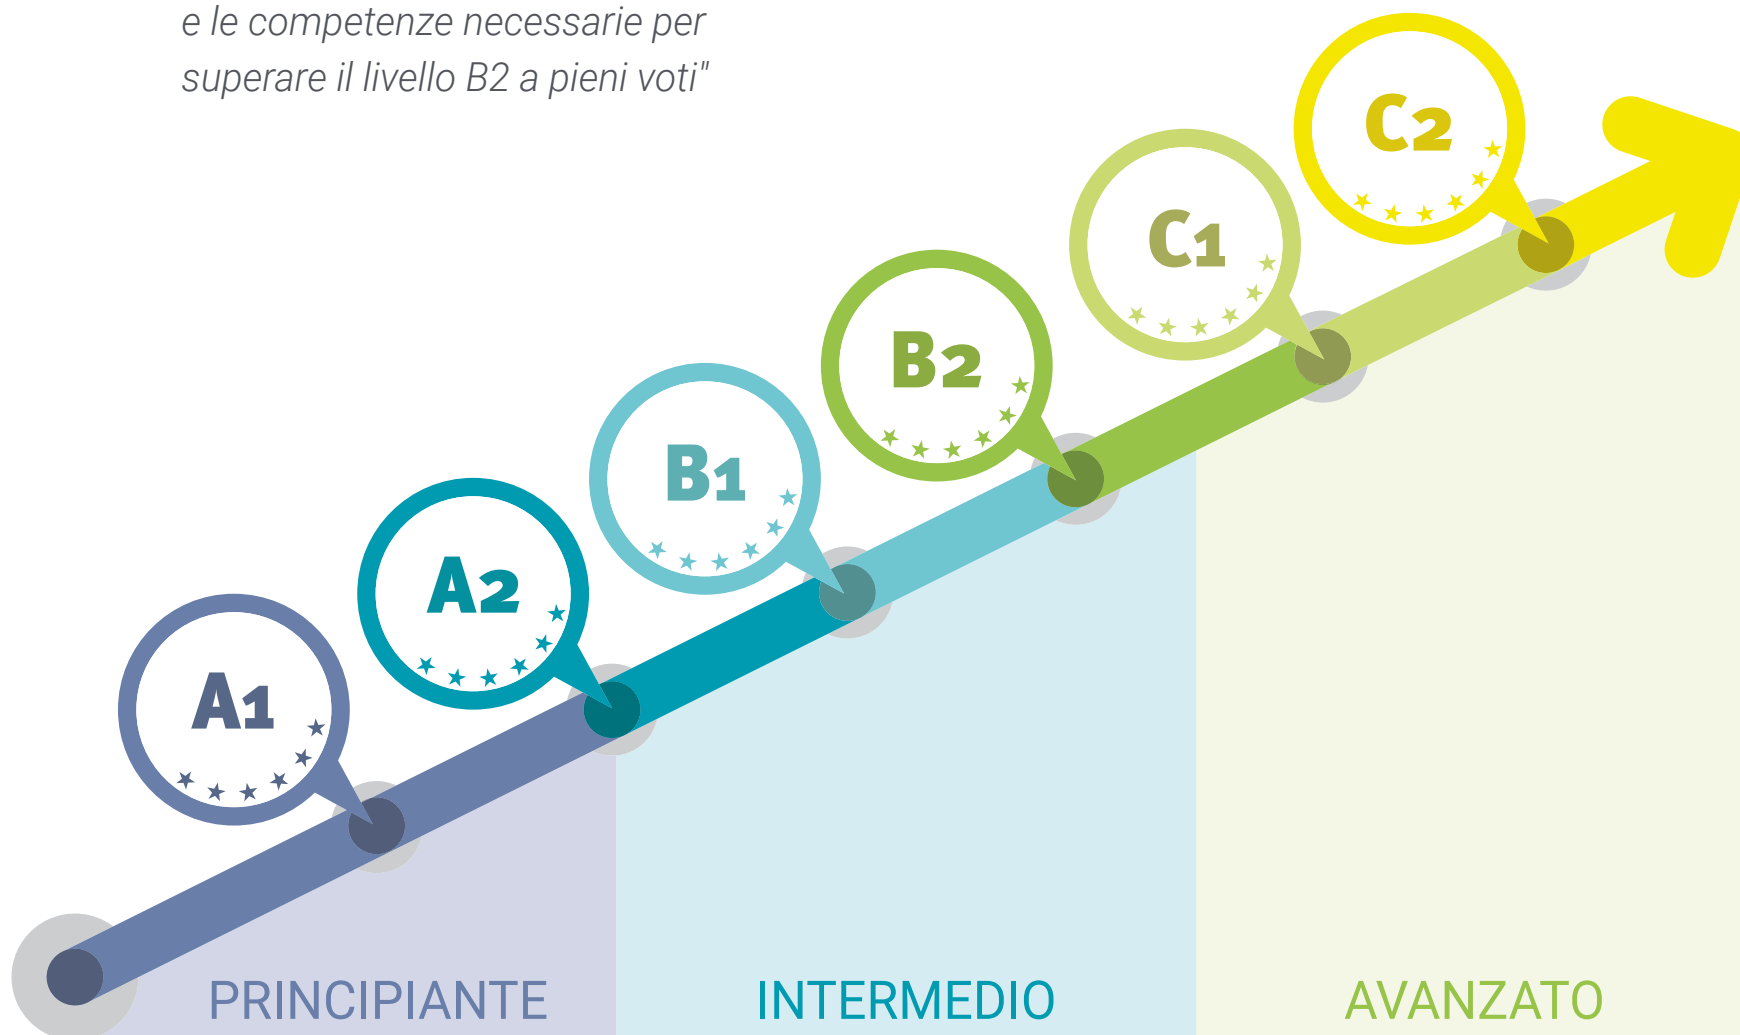 e le competenze necessarie per
superare il livello B2 a pieni voti"
C2
C1
B2
B1
A2
A1
PRINCIPIANTE
INTERMEDIO
AVANZATO